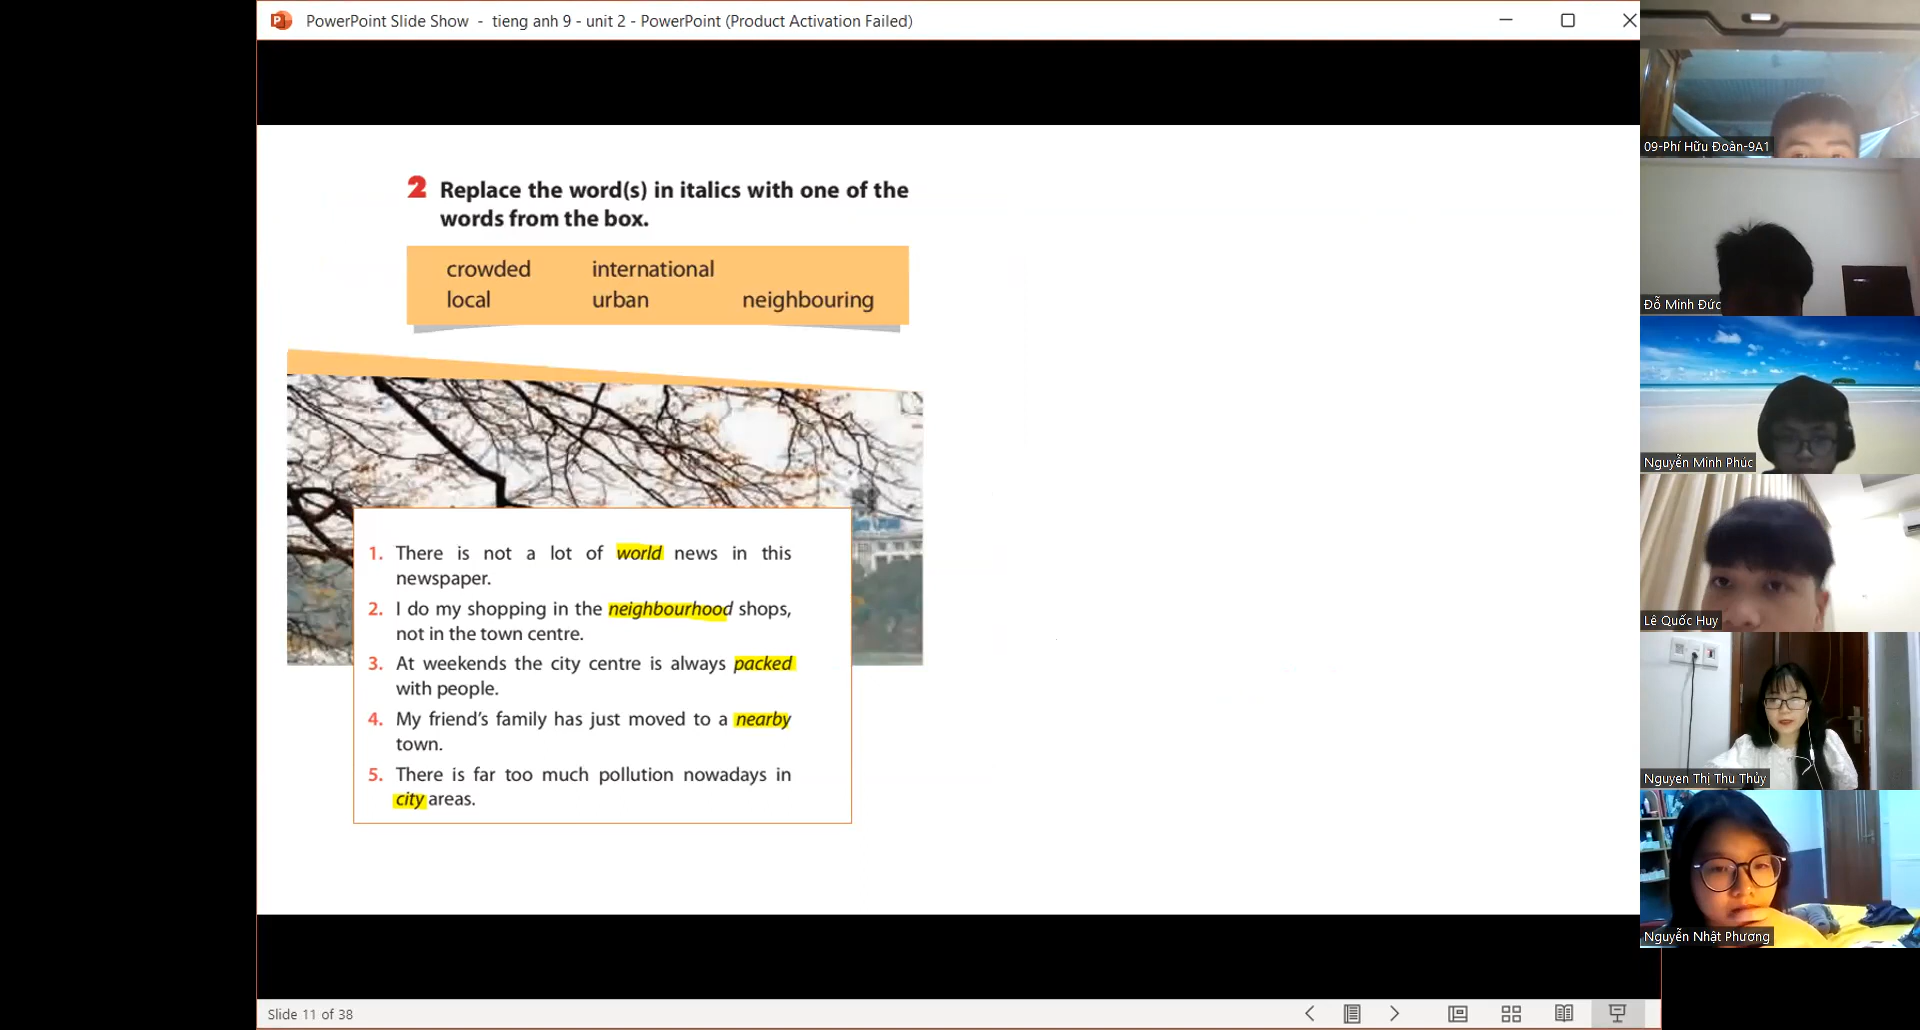 PowerPoint Slide Show - tieng anh 9 - unit 2 - PowerPoint (Product Activation Failed)
2 Replace the word(s) in italics with one of the
words from the box.
crowded international
local urban neighbouring
1. There is not a lot of world news in this
newspaper.
2. I do my shopping in the neighbourhood shops,
not in the town centre.
3. At weekends the city centre is always packed
with people.
4. My friend's family has just moved to a nearby
town.
5. There is far too much pollution nowadays in
city areas.
Slide 11 of 38
09-Phí Hữu Đoàn-9A1
Đỗ Minh Đức
Nguyễn Minh Phúc
Lê Quốc Huy
Nguyen Thị Thu Thủy
Nguyễn Nhật Phương